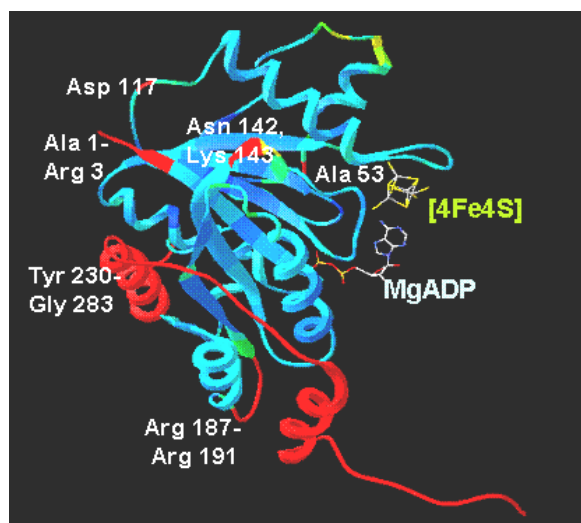 Asp 117
Ala 1-
Arg 3
Asn 142,
Lys 143
Ala 53
[4Fe4S]
MgADP
Tyr 230-
Gly 283
Arg 187-
Arg 191